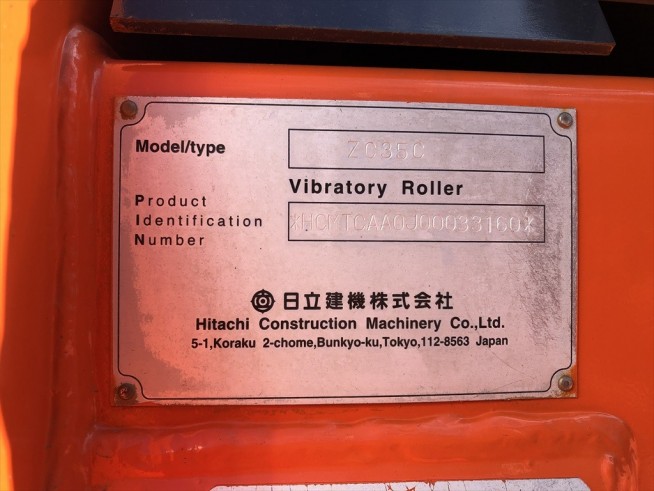 Model/type ZC35C
Vibratory Roller
Product
Identification
Number
日立建機株式会社
Hitachi Construction Machinery Co.,Ltd.
5-1,Koraku 2-chome,Bunkyo-ku,Tokyo,112-8563 Japan